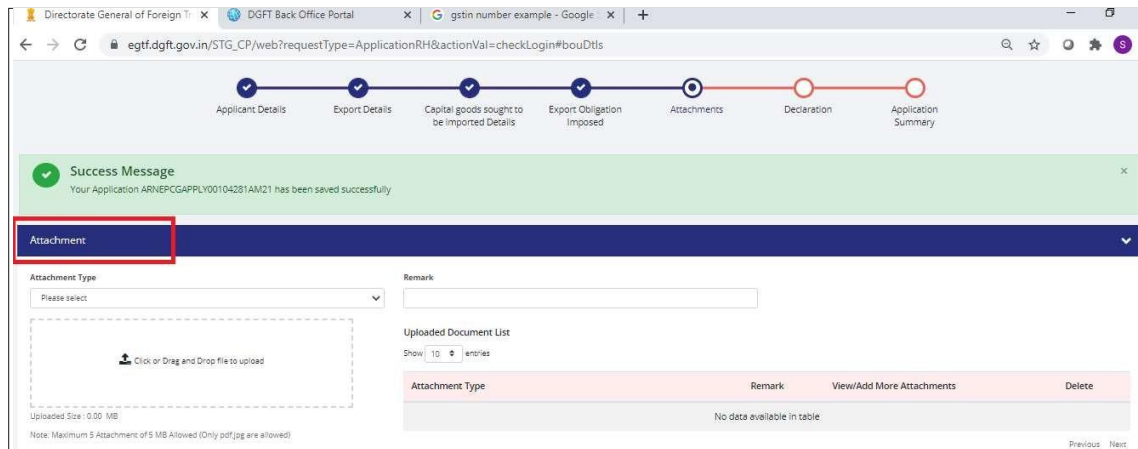 Directorate General of Foreign Tr
DGFT Back Office Portal
gstin number example - Google
egtf.dgft.gov.in/STG_CP/web?requestType=ApplicationRH&actionVal=checkLogin#bouDtls
S
Applicant Details
Export Details
Capital goods sought to
be Imported Details
Export Obligation
Imposed
Attachments
Declaration
Application
Summary
Success Message
Your Application ARNEPCGAPPLY00104281AM21 has been saved successfully
Attachment
Attachment Type
Please select
Click or Drag and Drop file to upload
Uploaded Size : 0.00 MB
Note: Maximum 5 Attachment of 5 MB Allowed (Only pdf,jpg are allowed)
Remark
Uploaded Document List
Show 10 entries
Attachment Type Remark View/Add More Attachments Delete
No data available in table
Previous Next